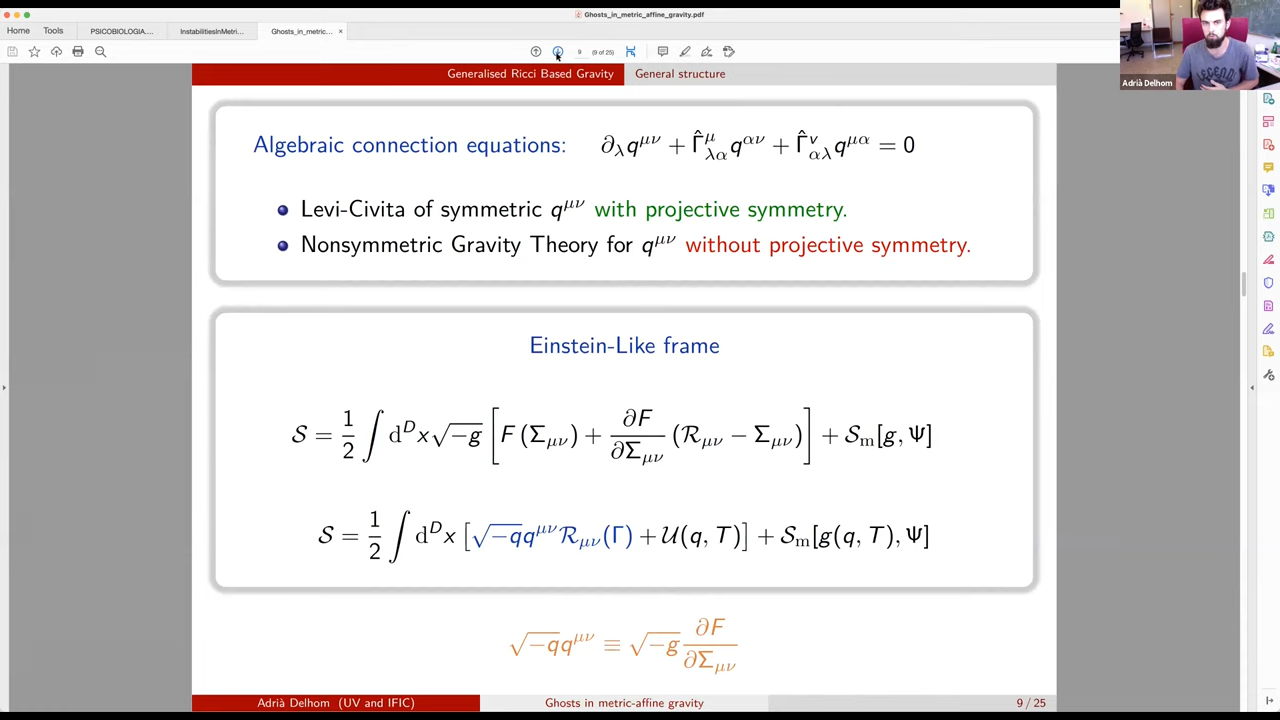 Ghosts_in_metric_affine_gravity.pdf
Home Tools PSICOBIOLOGIA.... InstabilitiesInMetri... Ghosts_in_metric... ×
9 (9 of 25)
Generalised Ricci Based Gravity General structure
Algebraic connection equations: ∂_λ q^{μν} + Γ̂^μ_{λα} q^{αν} + Γ̂^ν_{αλ} q^{μα} = 0
Levi-Civita of symmetric q^{μν} with projective symmetry.
Nonsymmetric Gravity Theory for q^{μν} without projective symmetry.
Einstein-Like frame
𝒮 = 1/2 ∫ d^D x √−g [ F (Σ_{μν}) + ∂F/∂Σ_{μν} (ℛ_{μν} − Σ_{μν}) ] + 𝒮_m[g, Ψ]
𝒮 = 1/2 ∫ d^D x [ √−q q^{μν} ℛ_{μν}(Γ) + 𝒰(q, T) ] + 𝒮_m[g(q, T), Ψ]
√−q q^{μν} ≡ √−g ∂F/∂Σ_{μν}
Adrià Delhom (UV and IFIC) Ghosts in metric-affine gravity 9 / 25
Adrià Delhom